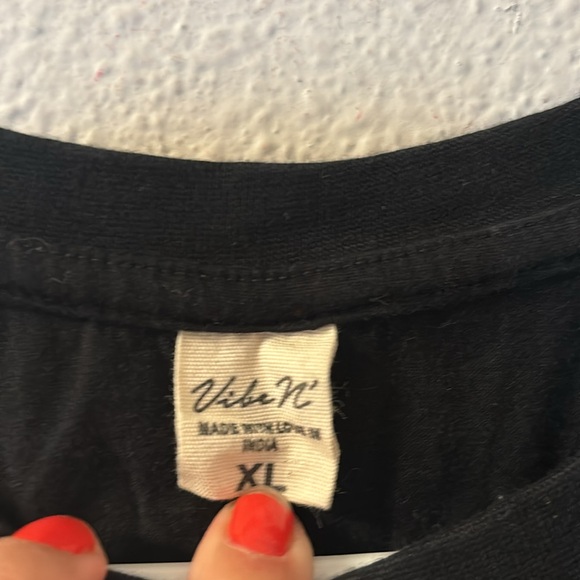 Vibe N'
MADE WITH LOVE IN
INDIA
XL